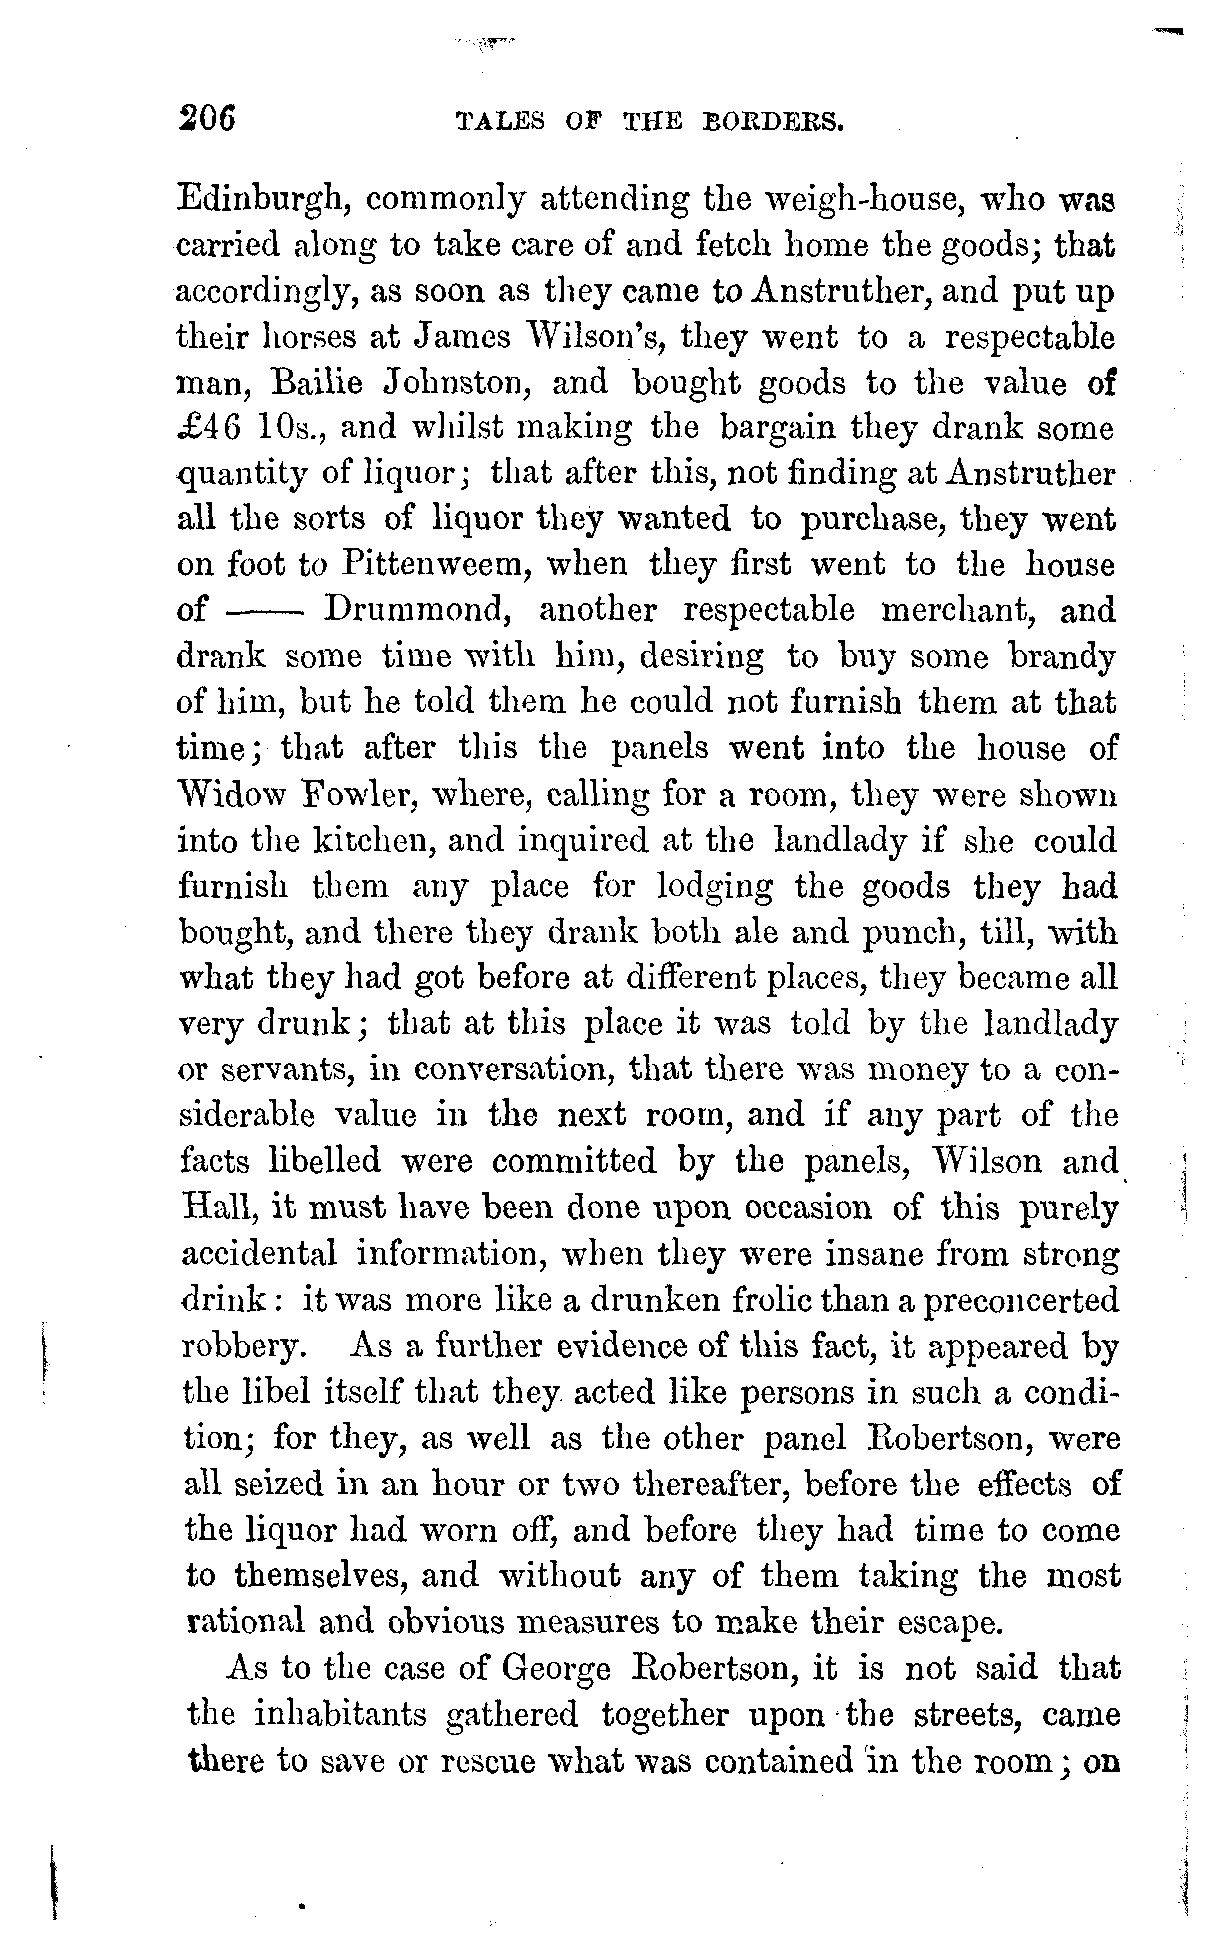 206 TALES OF THE BORDERS.
Edinburgh, commonly attending the weigh-house, who was
carried along to take care of and fetch home the goods; that
accordingly, as soon as they came to Anstruther, and put up
their horses at James Wilson's, they went to a respectable
man, Bailie Johnston, and bought goods to the value of
£46 10s., and whilst making the bargain they drank some
quantity of liquor; that after this, not finding at Anstruther
all the sorts of liquor they wanted to purchase, they went
on foot to Pittenweem, when they first went to the house
of —— Drummond, another respectable merchant, and
drank some time with him, desiring to buy some brandy
of him, but he told them he could not furnish them at that
time; that after this the panels went into the house of
Widow Fowler, where, calling for a room, they were shown
into the kitchen, and inquired at the landlady if she could
furnish them any place for lodging the goods they had
bought, and there they drank both ale and punch, till, with
what they had got before at different places, they became all
very drunk; that at this place it was told by the landlady
or servants, in conversation, that there was money to a con-
siderable value in the next room, and if any part of the
facts libelled were committed by the panels, Wilson and
Hall, it must have been done upon occasion of this purely
accidental information, when they were insane from strong
drink: it was more like a drunken frolic than a preconcerted
robbery. As a further evidence of this fact, it appeared by
the libel itself that they acted like persons in such a condi-
tion; for they, as well as the other panel Robertson, were
all seized in an hour or two thereafter, before the effects of
the liquor had worn off, and before they had time to come
to themselves, and without any of them taking the most
rational and obvious measures to make their escape.
As to the case of George Robertson, it is not said that
the inhabitants gathered together upon the streets, came
there to save or rescue what was contained in the room; on